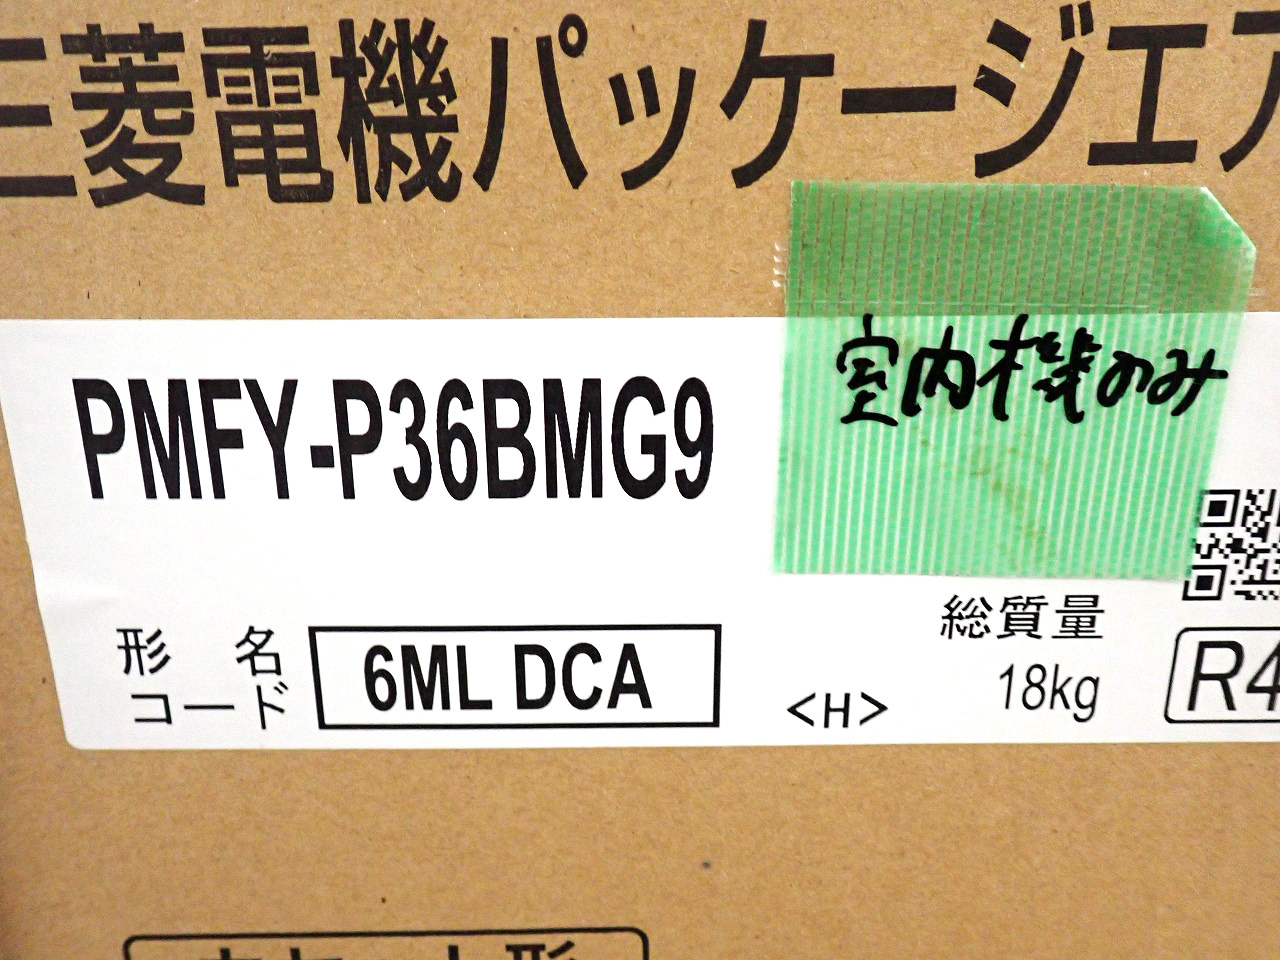 三菱電機パッケージエア
室内機のみ
PMFY-P36BMG9
形名コード 6ML DCA
<H>
総質量
18kg
R4